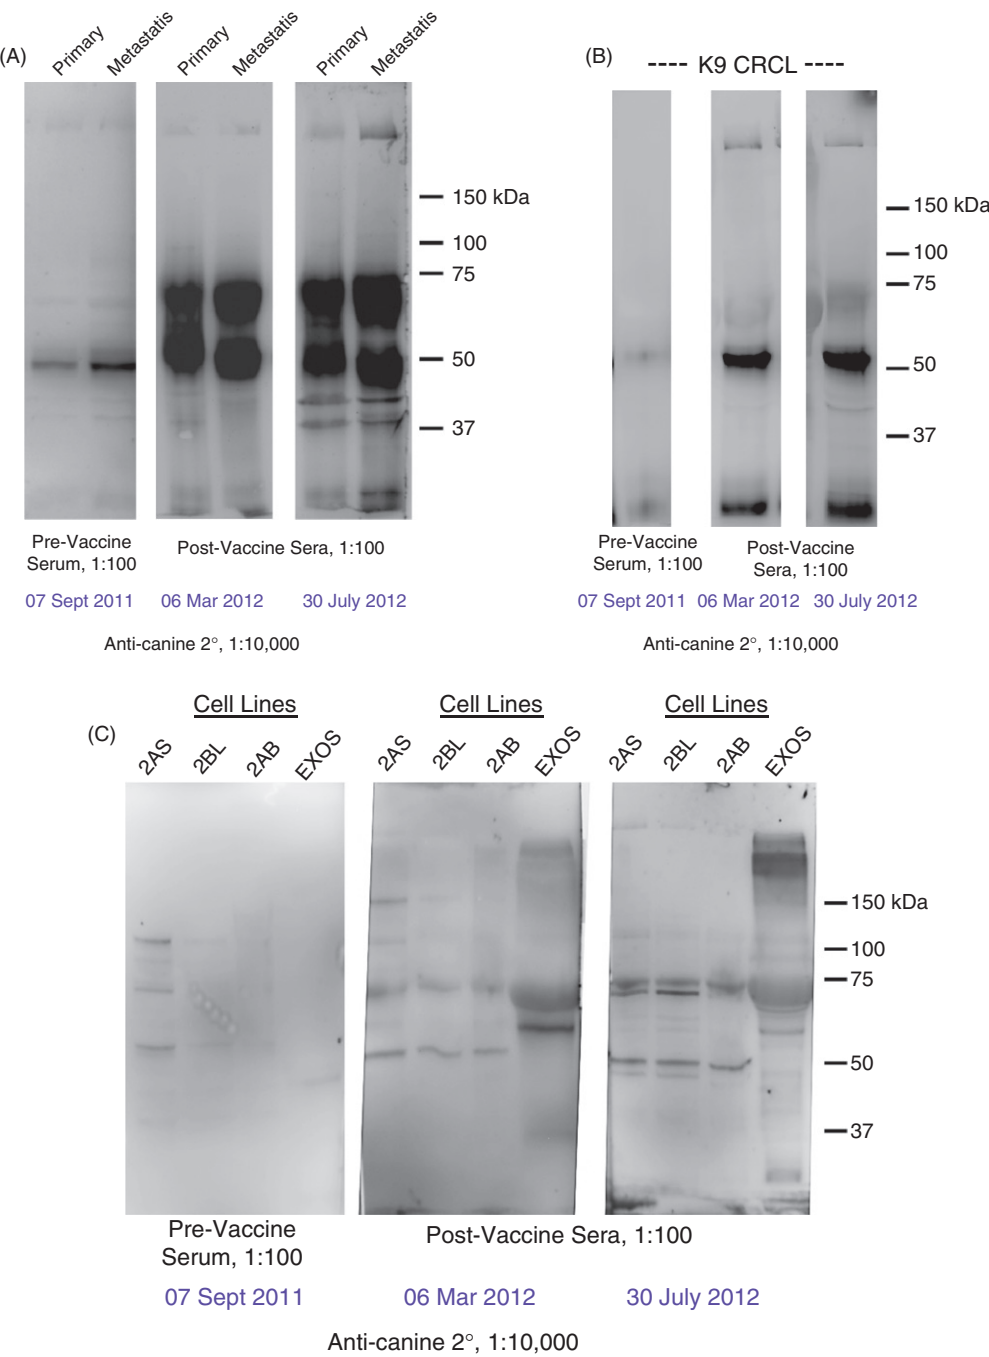 (A)
Primary
Metastatis
Primary
Metastatis
Primary
Metastatis
150 kDa
100
75
50
37
Pre-Vaccine
Serum, 1:100
Post-Vaccine Sera, 1:100
07 Sept 2011
06 Mar 2012
30 July 2012
Anti-canine 2°, 1:10,000
(B)
---- K9 CRCL ----
150 kDa
100
75
50
37
Pre-Vaccine
Serum, 1:100
Post-Vaccine
Sera, 1:100
07 Sept 2011
06 Mar 2012
30 July 2012
Anti-canine 2°, 1:10,000
(C)
Cell Lines
Cell Lines
Cell Lines
2AS
2BL
2AB
EXOS
2AS
2BL
2AB
EXOS
2AS
2BL
2AB
EXOS
150 kDa
100
75
50
37
Pre-Vaccine
Serum, 1:100
Post-Vaccine Sera, 1:100
07 Sept 2011
06 Mar 2012
30 July 2012
Anti-canine 2°, 1:10,000